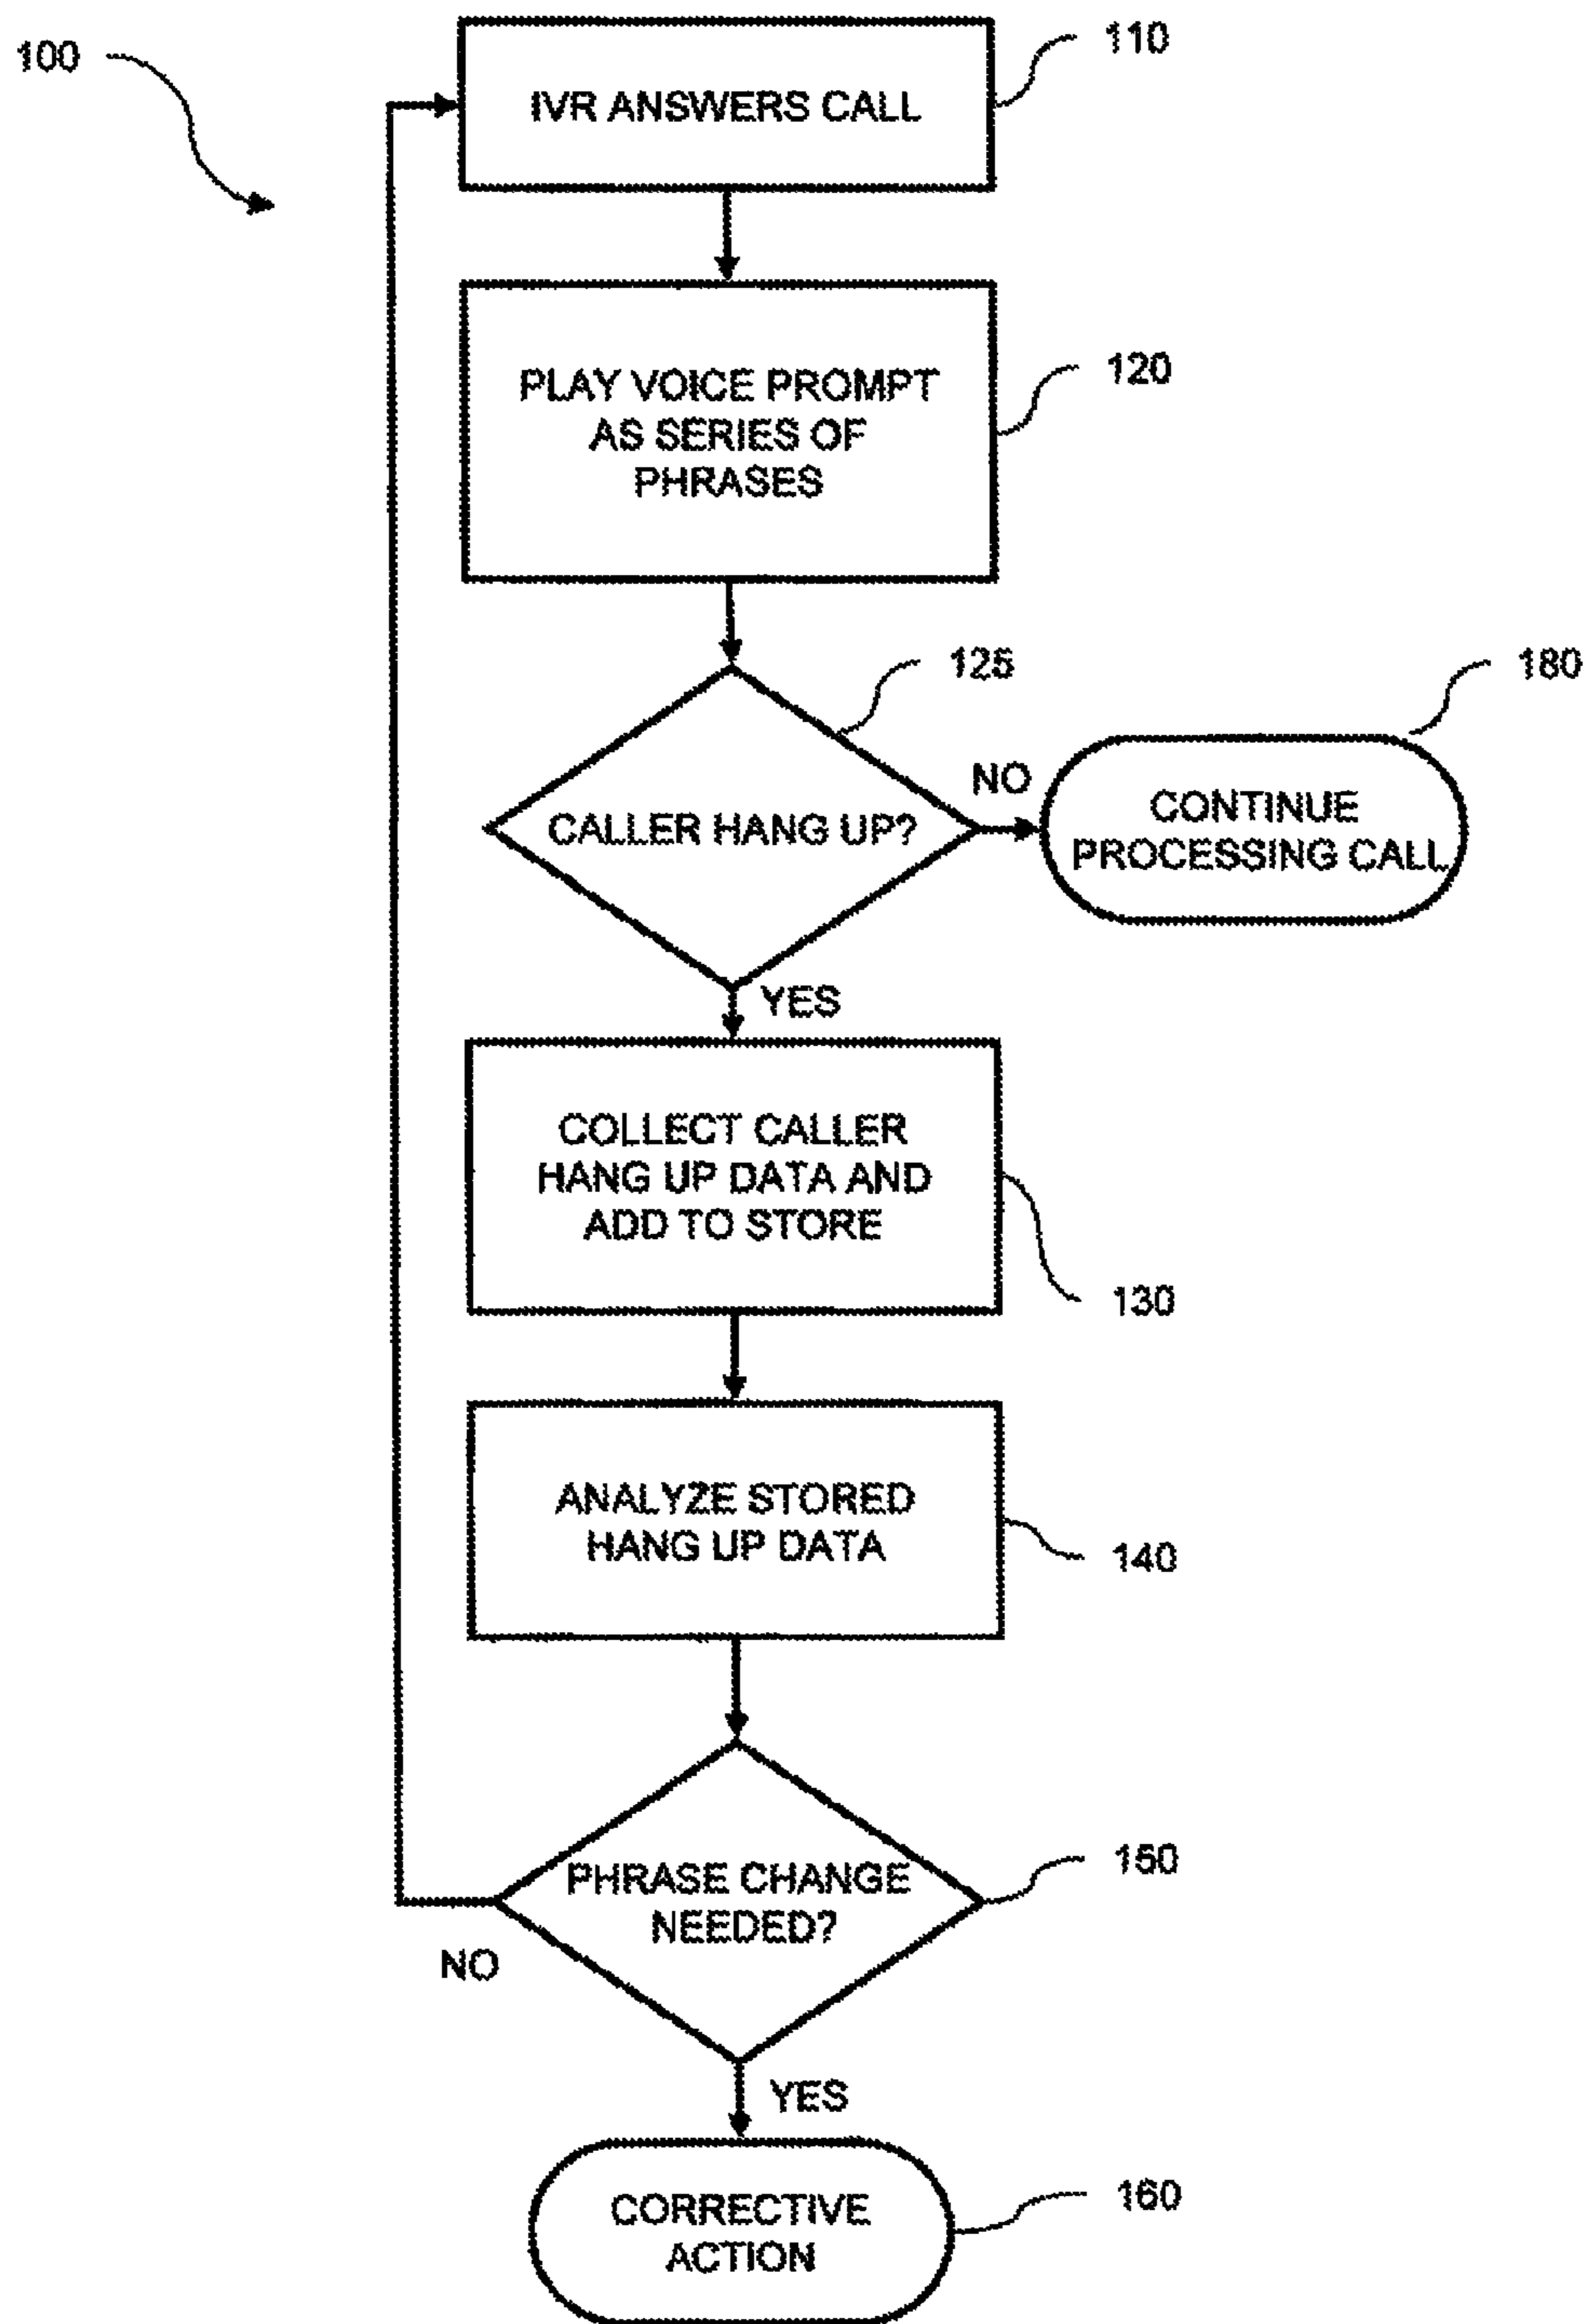 100
110
IVR ANSWERS CALL
PLAY VOICE PROMPT
AS SERIES OF
PHRASES
120
125
180
CALLER HANG UP?
NO
CONTINUE
PROCESSING CALL
YES
COLLECT CALLER
HANG UP DATA AND
ADD TO STORE
130
ANALYZE STORED
HANG UP DATA
140
PHRASE CHANGE
NEEDED?
150
NO
YES
CORRECTIVE
ACTION
160